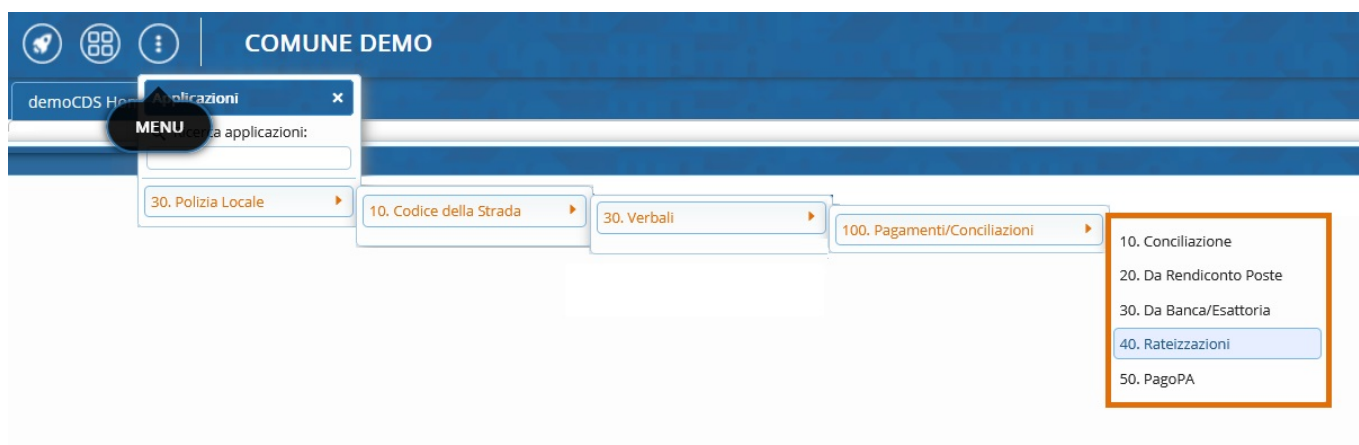 COMUNE DEMO
demoCDS Ho
Applicazioni ×
MENU
applicazioni:
30. Polizia Locale
10. Codice della Strada
30. Verbali
100. Pagamenti/Conciliazioni
10. Conciliazione
20. Da Rendiconto Poste
30. Da Banca/Esattoria
40. Rateizzazioni
50. PagoPA